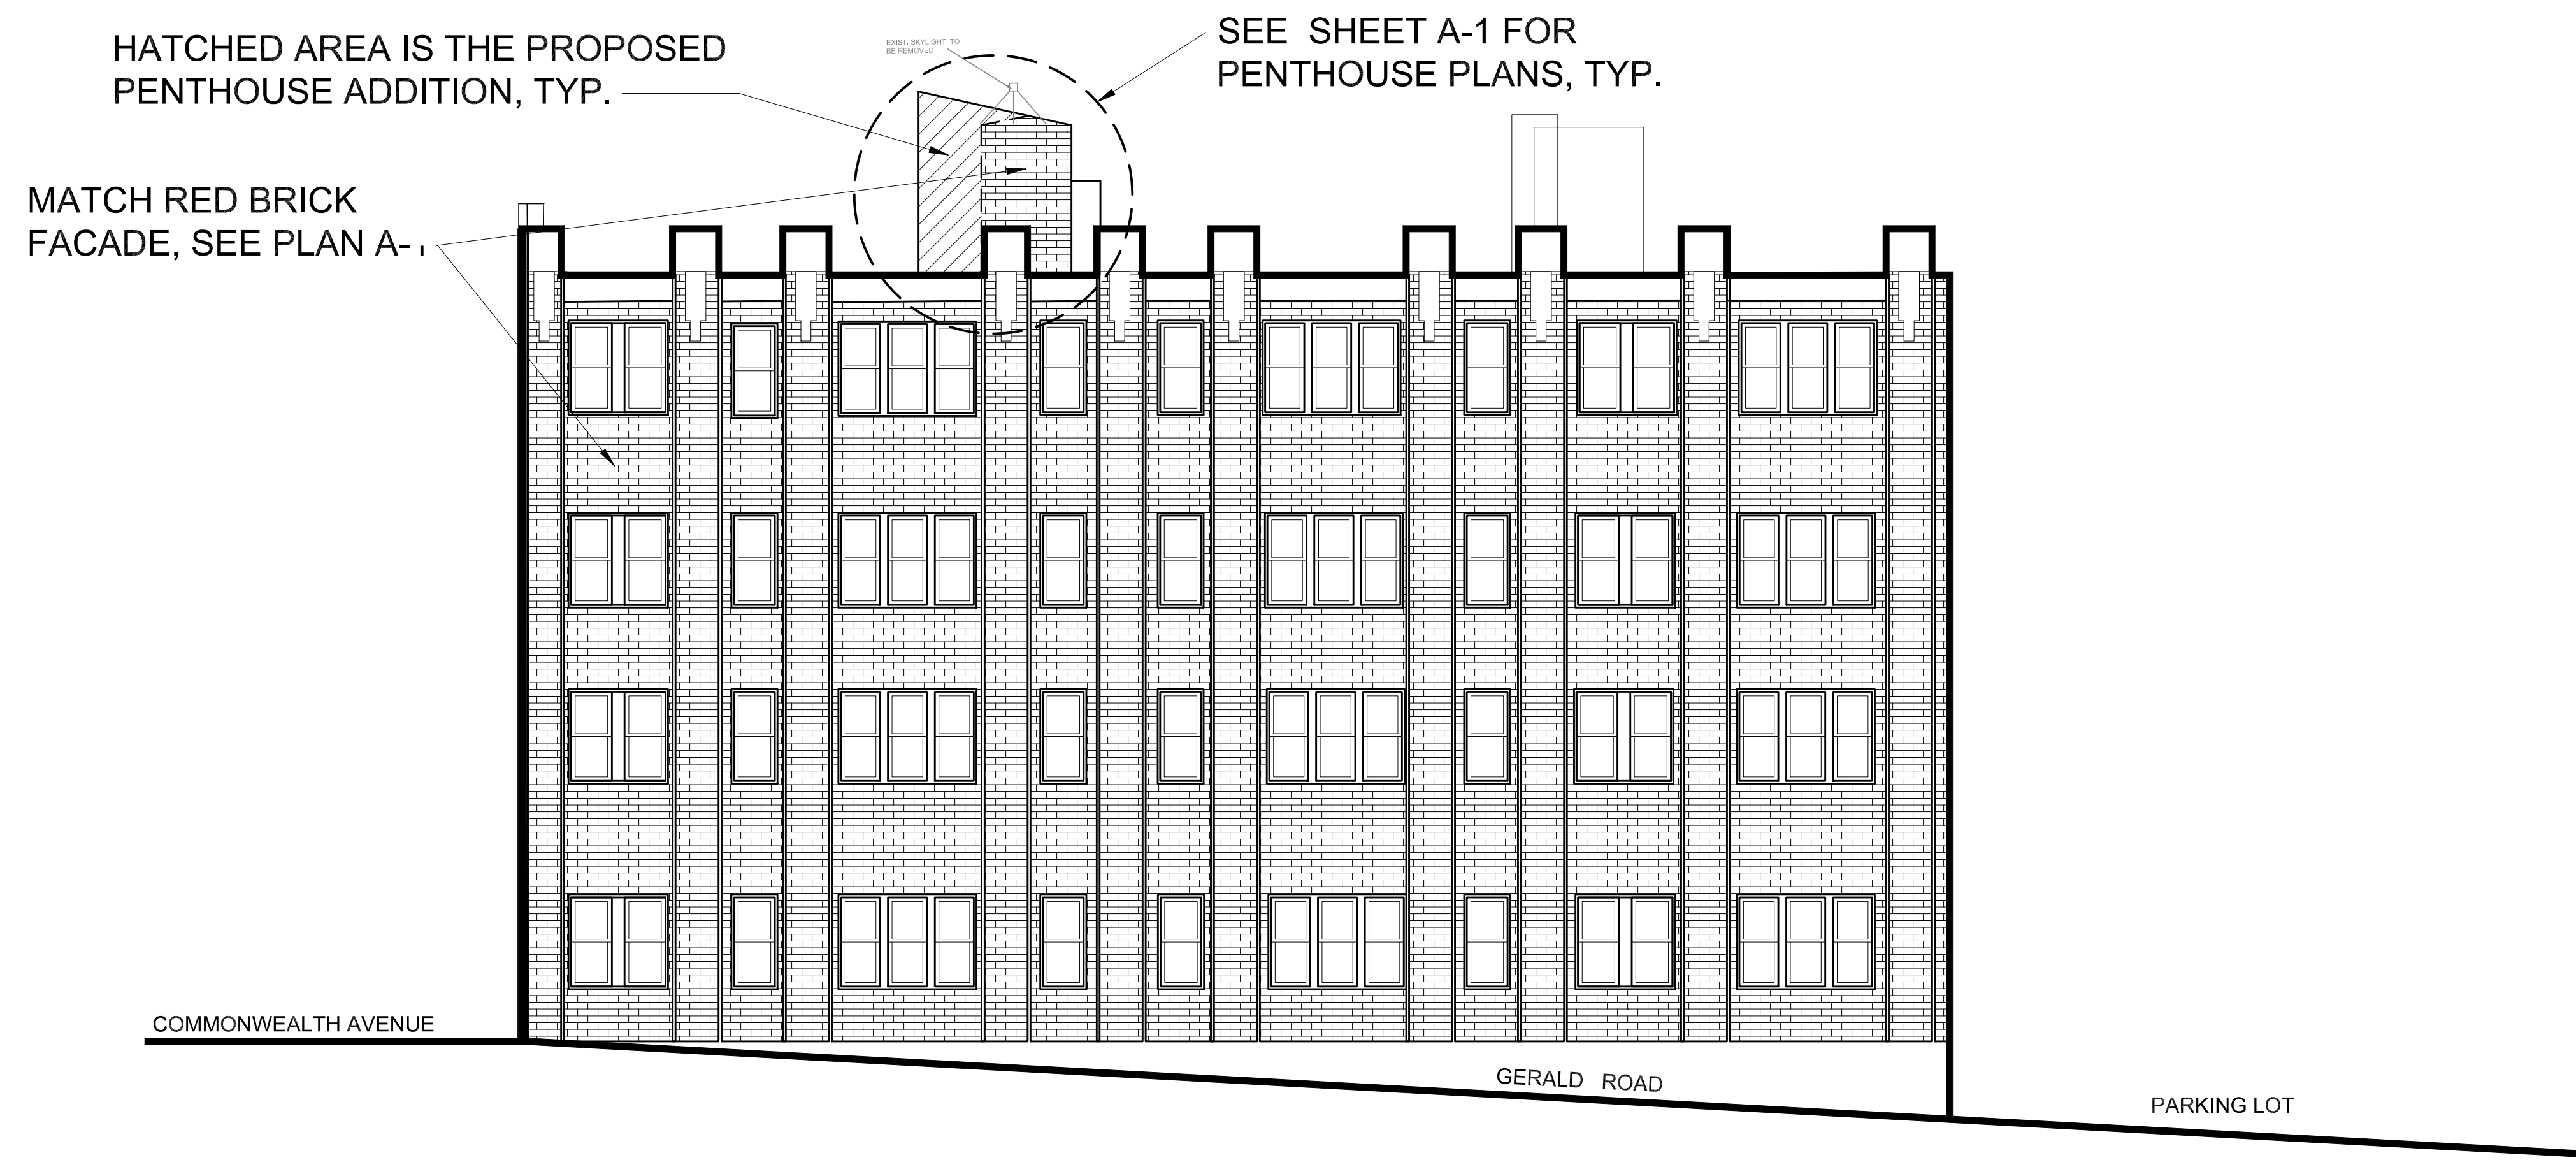 HATCHED AREA IS THE PROPOSED
PENTHOUSE ADDITION, TYP.
EXIST. SKYLIGHT TO
BE REMOVED
SEE SHEET A-1 FOR
PENTHOUSE PLANS, TYP.
MATCH RED BRICK
FACADE, SEE PLAN A-1
COMMONWEALTH AVENUE
GERALD ROAD
PARKING LOT